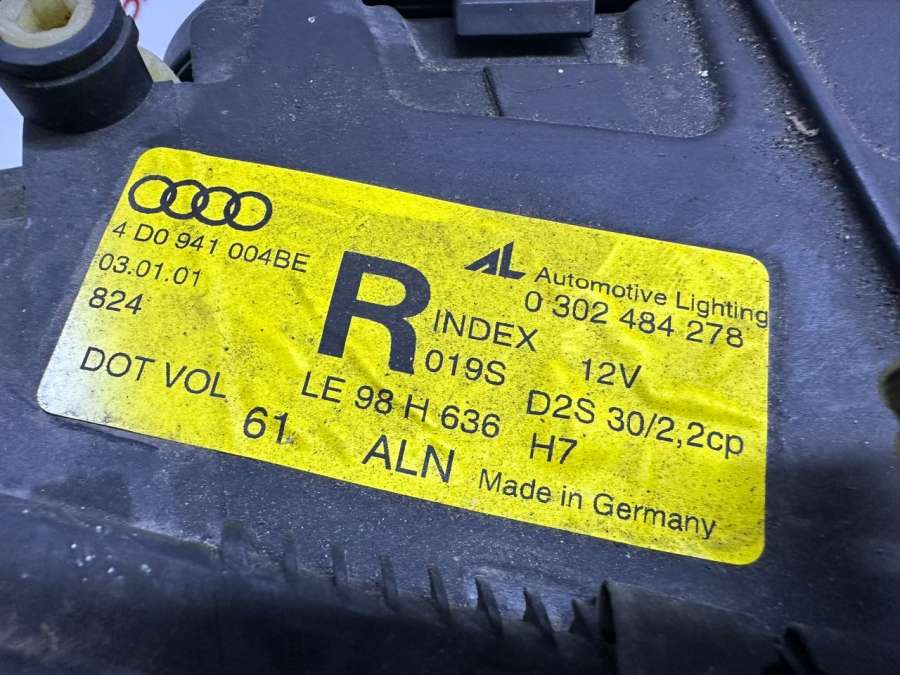 4 D0 941 004BE
03.01.01
824
R
AL Automotive Lighting
0 302 484 278
INDEX 12V
019S D2S 30/2,2cp
DOT VOL LE 98 H 636 H7
61 ALN Made in Germany